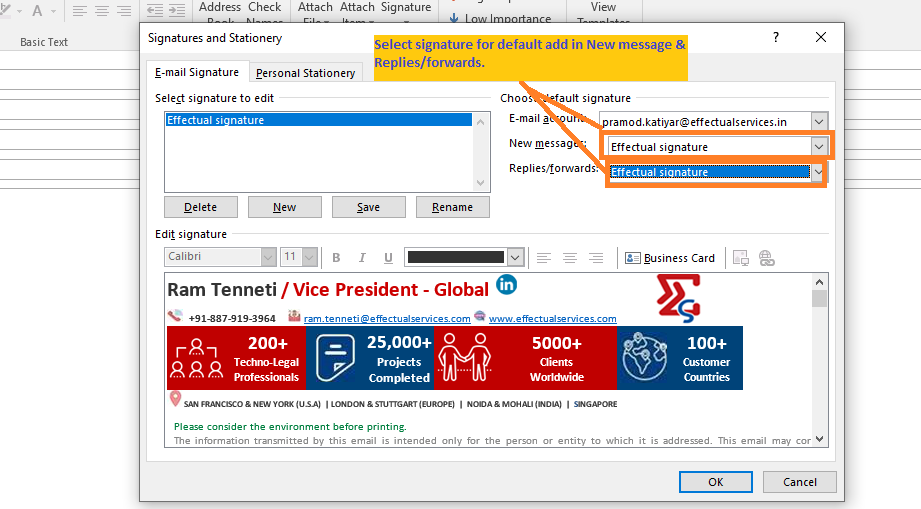 Address
Check
Attach
Attach
Signature
Low Importance
View
Book
Names
File
Item
Templates
Basic Text
Signatures and Stationery
?
Select signature for default add in New message &
Replies/forwards.
E-mail Signature
Personal Stationery
Select signature to edit
Choose default signature
Effectual signature
E-mail account:
pramod.katiyar@effectualservices.in
New messages:
Effectual signature
Replies/forwards:
Effectual signature
Delete
New
Save
Rename
Edit signature
Calibri
11
B
I
U
Business Card
Ram Tenneti / Vice President - Global
in
+91-887-919-3964
ram.tenneti@effectualservices.com
www.effectualservices.com
200+
Techno-Legal
Professionals
25,000+
Projects
Completed
5000+
Clients
Worldwide
100+
Customer
Countries
SAN FRANCISCO & NEW YORK (U.S.A) | LONDON & STUTTGART (EUROPE) | NOIDA & MOHALI (INDIA) | SINGAPORE
Please consider the environment before printing.
The information transmitted by this email is intended only for the person or entity to which it is addressed. This email may cor
OK
Cancel